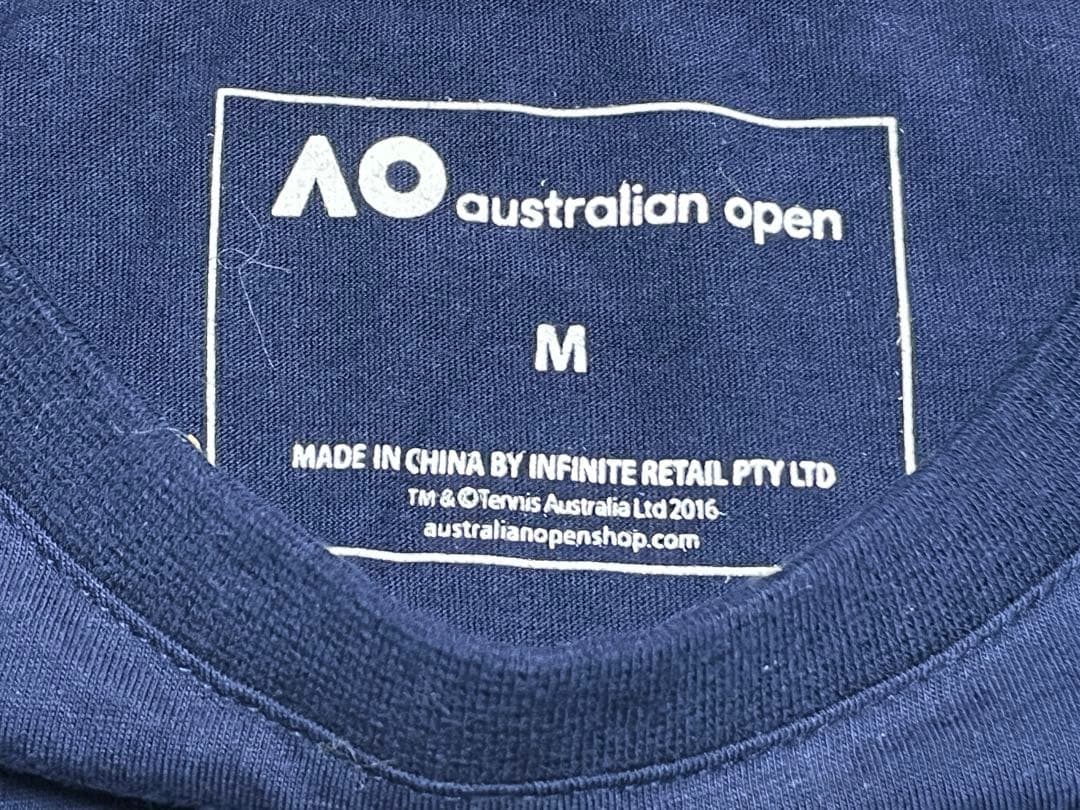 AO australian open
M
MADE IN CHINA BY INFINITE RETAIL PTY LTD
TM & © Tennis Australia Ltd 2016
australianopenshop.com